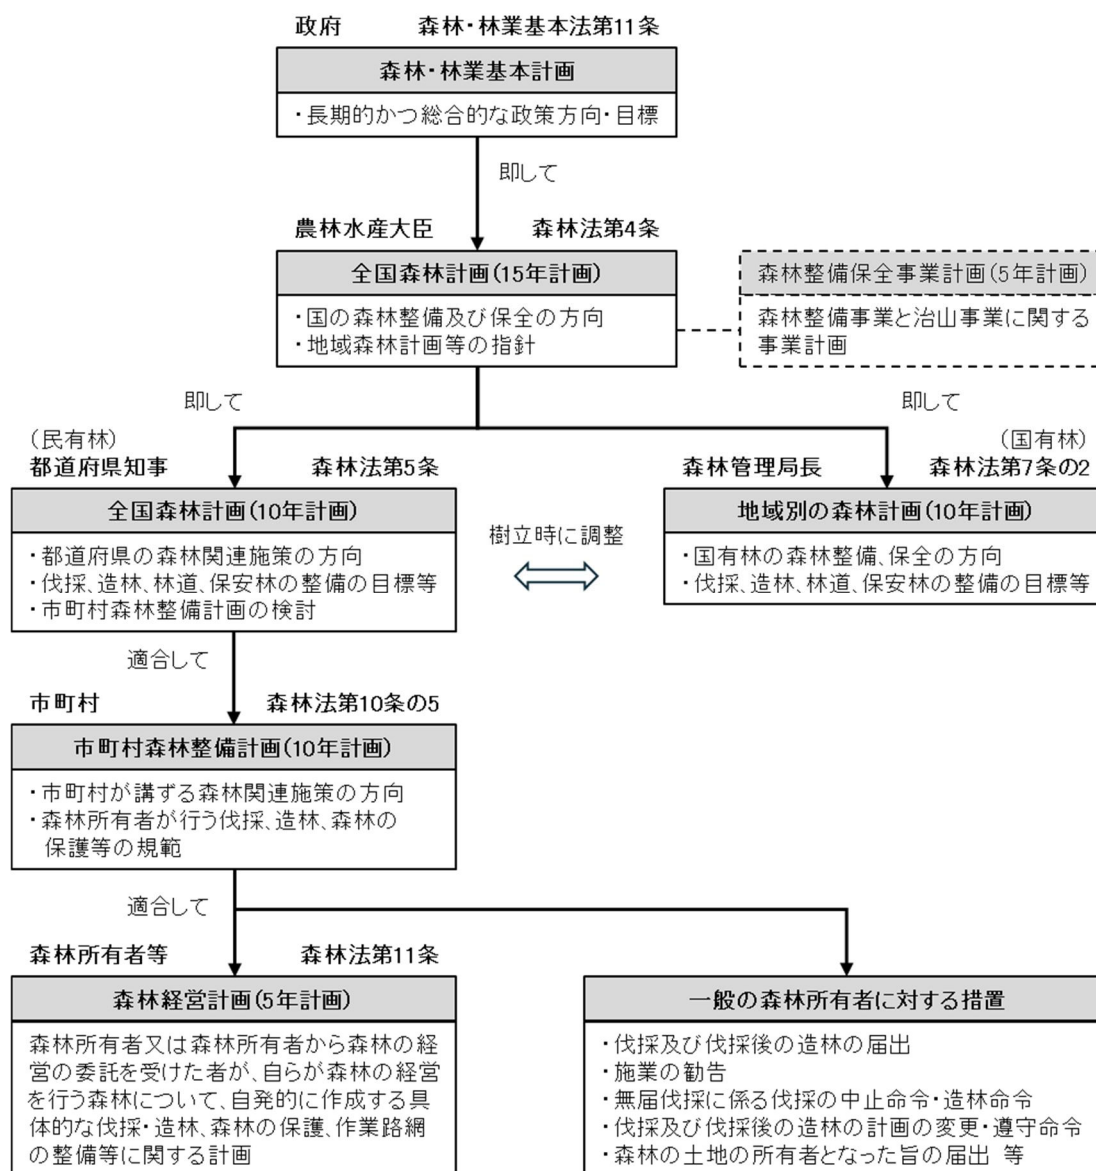 政府　森林・林業基本法第11条
森林・林業基本計画
・長期的かつ総合的な政策方向・目標
即して
農林水産大臣　森林法第4条
全国森林計画(15年計画)
・国の森林整備及び保全の方向
・地域森林計画等の指針
森林整備保全事業計画(5年計画)
森林整備事業と治山事業に関する
事業計画
即して
即して
(民有林)
都道府県知事　森林法第5条
全国森林計画(10年計画)
・都道府県の森林関連施策の方向
・伐採、造林、林道、保安林の整備の目標等
・市町村森林整備計画の検討
樹立時に調整
(国有林)
森林管理局長　森林法第7条の2
地域別の森林計画(10年計画)
・国有林の森林整備、保全の方向
・伐採、造林、林道、保安林の整備の目標等
適合して
市町村　森林法第10条の5
市町村森林整備計画(10年計画)
・市町村が講ずる森林関連施策の方向
・森林所有者が行う伐採、造林、森林の
保護等の規範
適合して
森林所有者等　森林法第11条
森林経営計画(5年計画)
森林所有者又は森林所有者から森林の経
営の委託を受けた者が、自らが森林の経営
を行う森林について、自発的に作成する具
体的な伐採・造林、森林の保護、作業路網
の整備等に関する計画
一般の森林所有者に対する措置
・伐採及び伐採後の造林の届出
・施業の勧告
・無届伐採に係る伐採の中止命令・造林命令
・伐採及び伐採後の造林の計画の変更・遵守命令
・森林の土地の所有者となった旨の届出 等